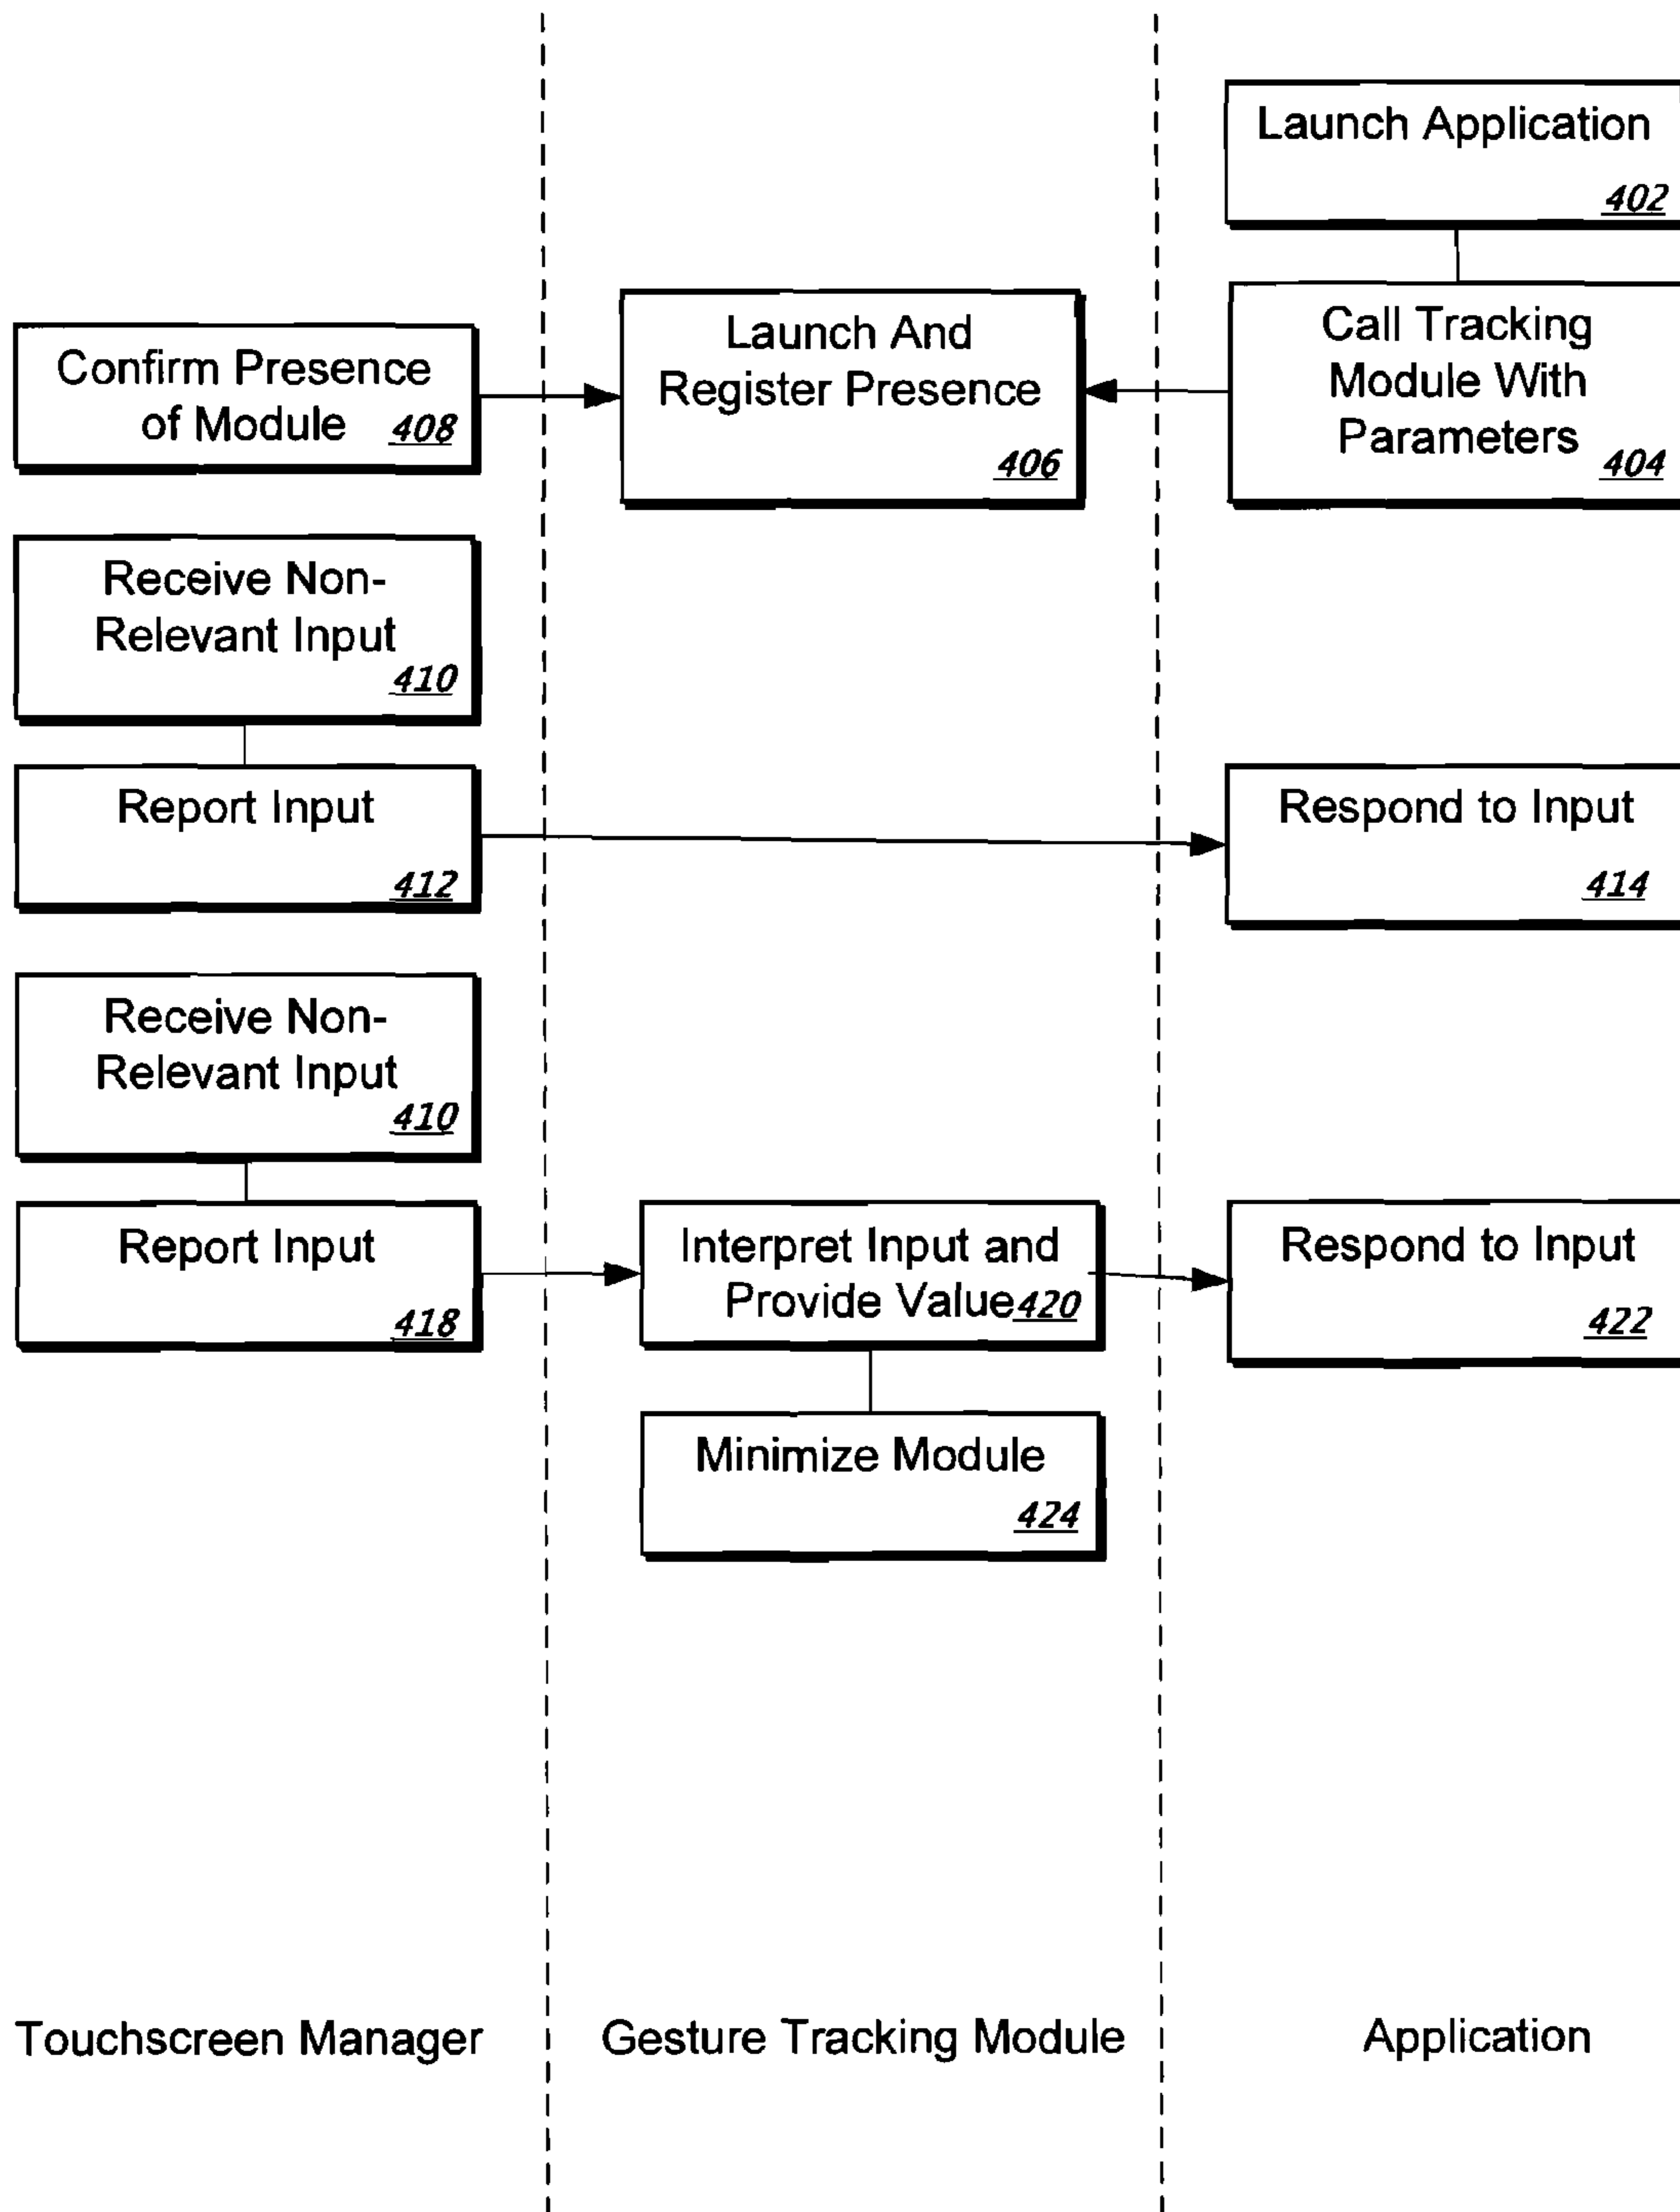 Launch Application
402
Call Tracking
Module With
Parameters 404
Launch And
Register Presence
406
Confirm Presence
of Module 408
Receive Non-
Relevant Input
410
Report Input
412
Respond to Input
414
Receive Non-
Relevant Input
410
Report Input
418
Interpret Input and
Provide Value 420
Respond to Input
422
Minimize Module
424
Touchscreen Manager
Gesture Tracking Module
Application